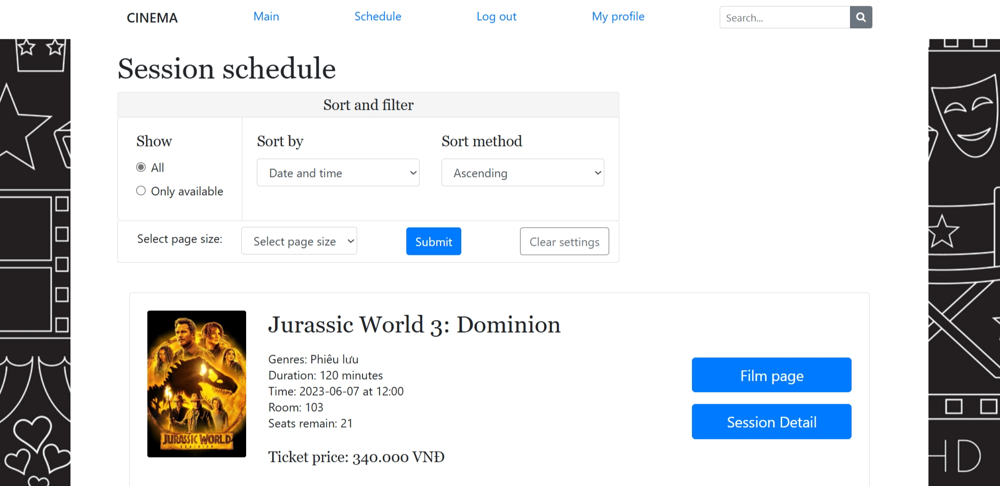 CINEMA
Main
Schedule
Log out
My profile
Search...
Session schedule
Sort and filter
Show
All
Only available
Sort by
Date and time
Sort method
Ascending
Select page size:
Select page size
Submit
Clear settings
Jurassic World 3: Dominion
Genres: Phiêu lưu
Duration: 120 minutes
Time: 2023-06-07 at 12:00
Room: 103
Seats remain: 21
Ticket price: 340.000 VNĐ
Film page
Session Detail
JURASSIC WORLD
DOMINION
HD